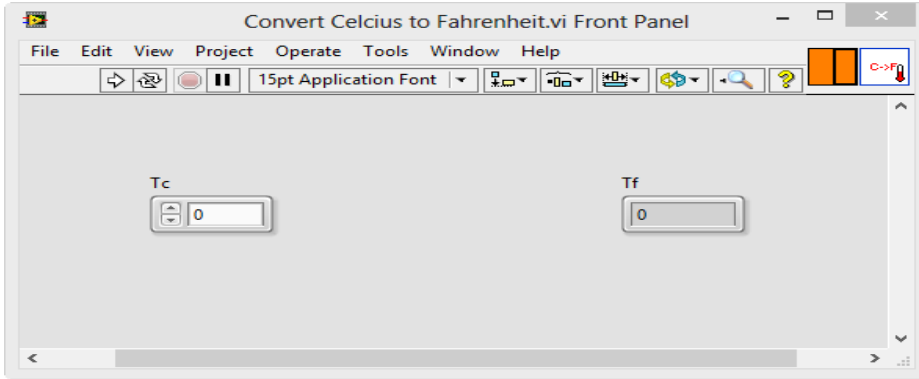 Convert Celcius to Fahrenheit.vi Front Panel
File Edit View Project Operate Tools Window Help
15pt Application Font
?
C->F
Tc
Tf
0
0